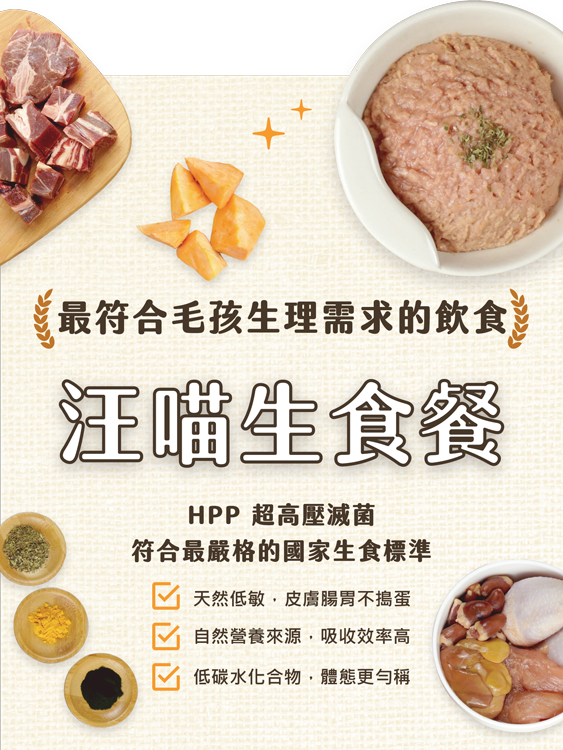 最符合毛孩生理需求的飲食
汪喵生食餐
HPP 超高壓滅菌
符合最嚴格的國家生食標準
天然低敏，皮膚腸胃不搗蛋
自然營養來源，吸收效率高
低碳水化合物，體態更勻稱